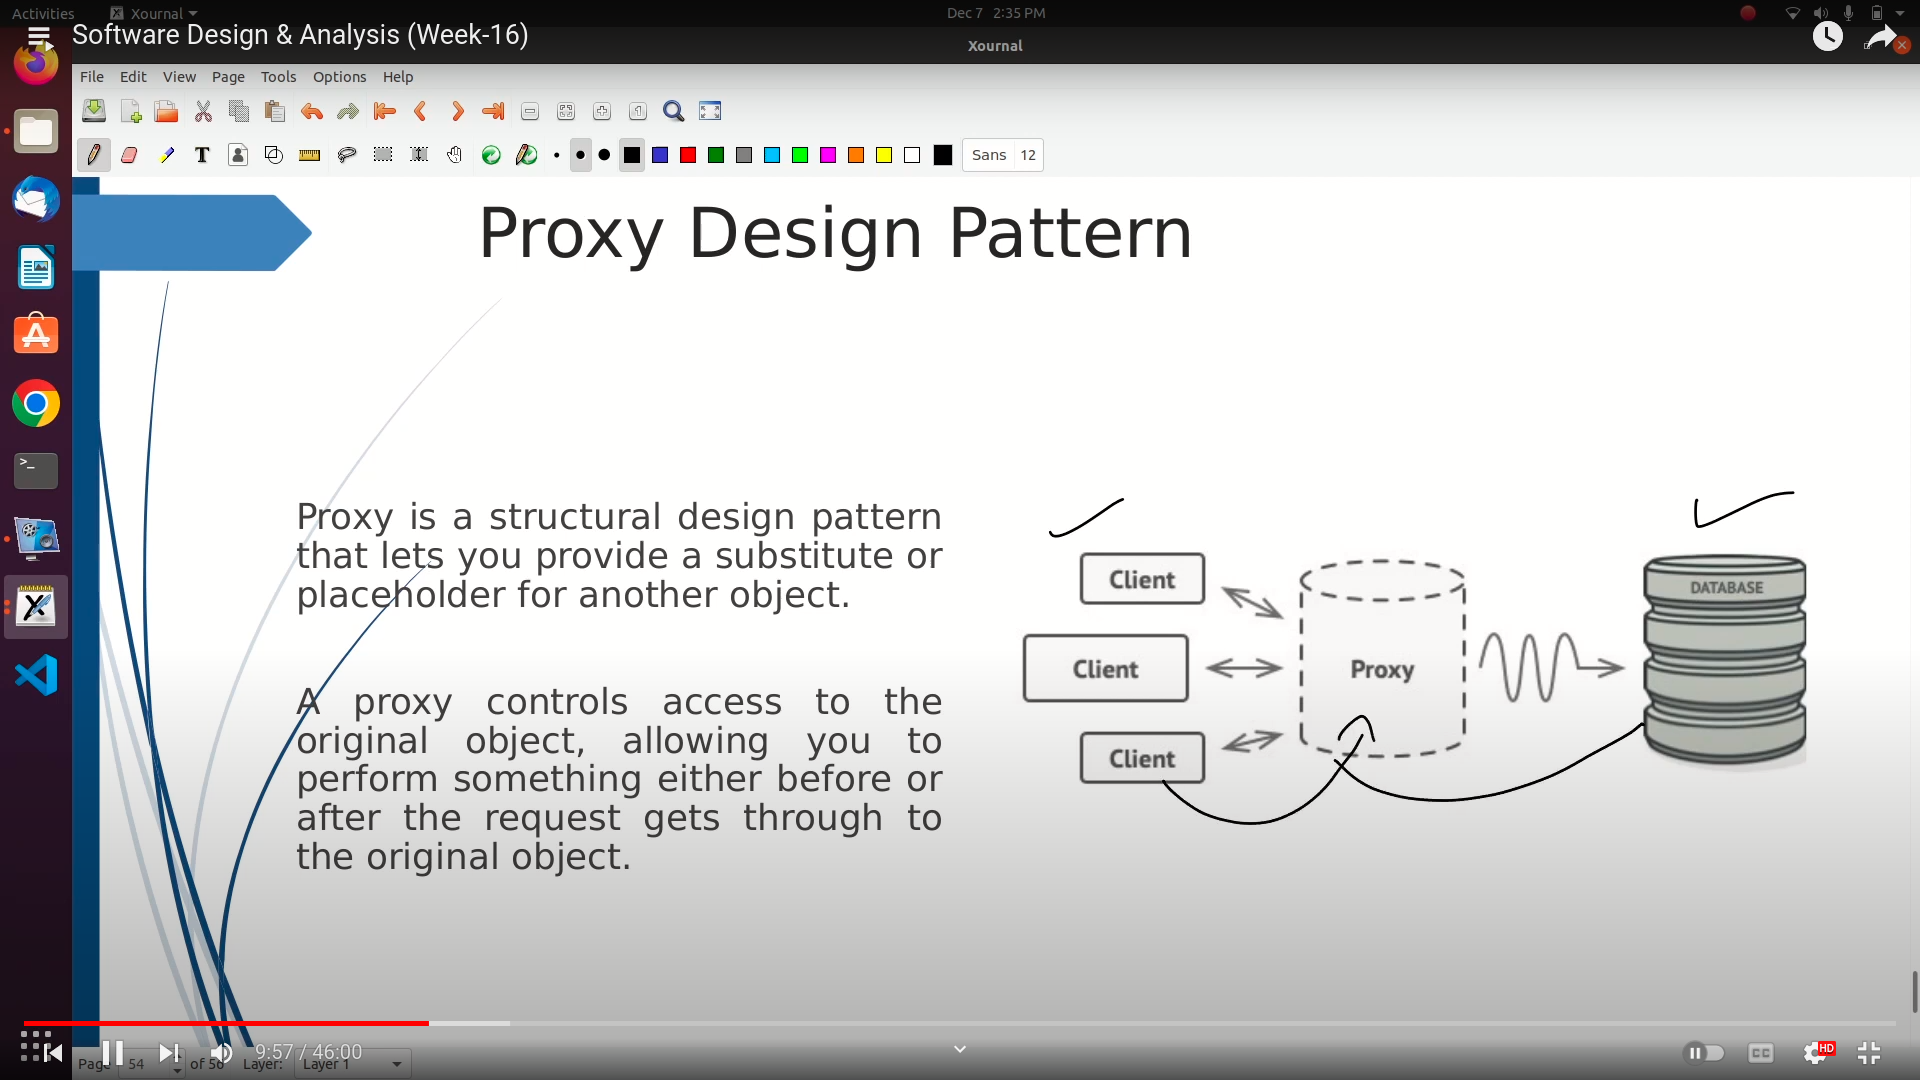 Activities Xournal Dec 7 2:35 PM
Software Design & Analysis (Week-16)
Xournal
File Edit View Page Tools Options Help
Sans 12
Proxy Design Pattern
Proxy is a structural design pattern
that lets you provide a substitute or
placeholder for another object.
A proxy controls access to the
original object, allowing you to
perform something either before or
after the request gets through to
the original object.
Client
Client
Client
Proxy
DATABASE
9:57 / 46:00
CC
HD
Page 54 of 56 Layer: Layer 1